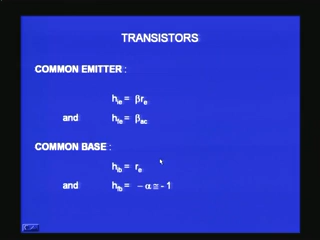 TRANSISTORS
COMMON EMITTER :
hie = βre
and hfe = βac
COMMON BASE :
hib = re
and hfb = – α ≅ - 1